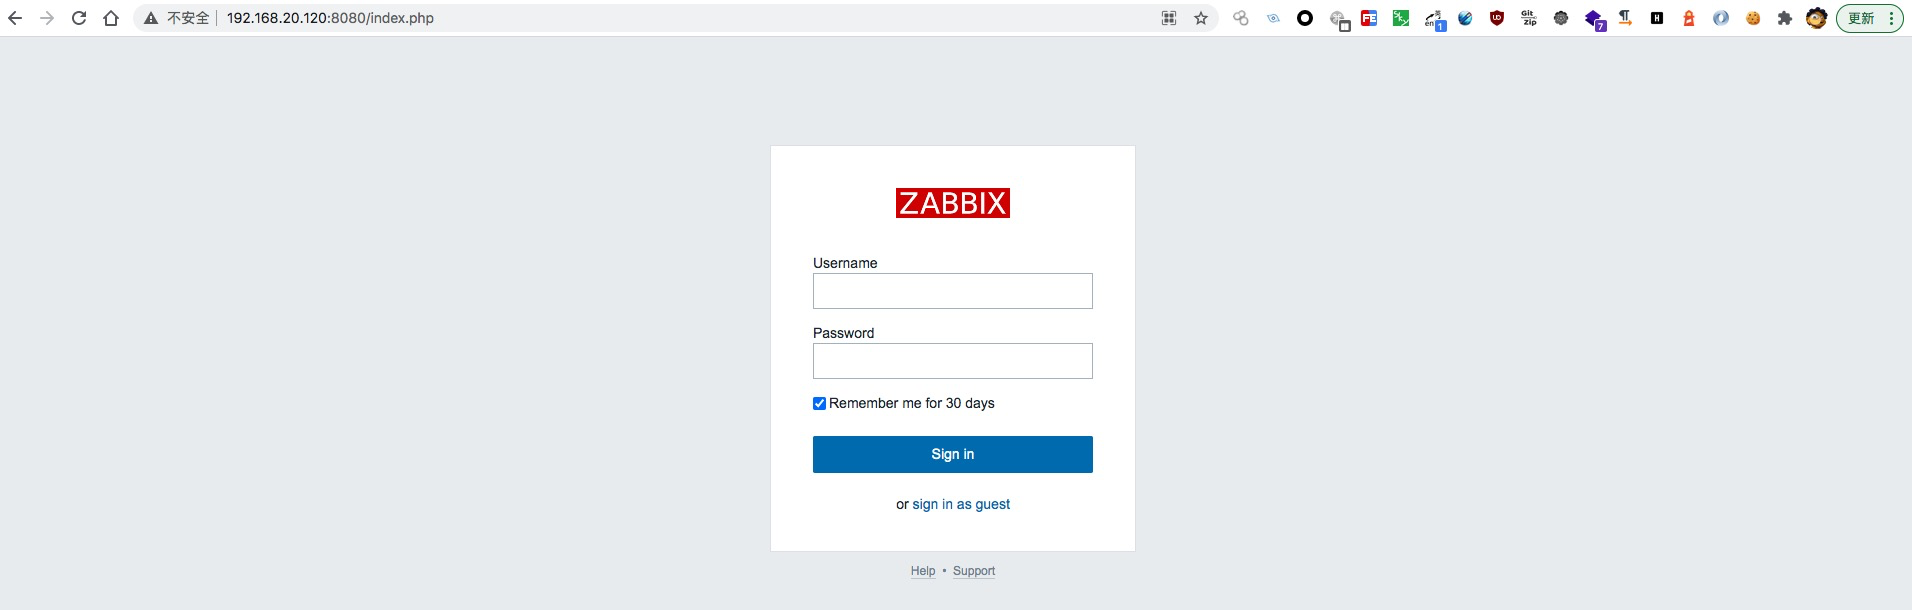 不安全 192.168.20.120:8080/index.php 更新
ZABBIX
Username
Password
Remember me for 30 days
Sign in
or sign in as guest
Help • Support